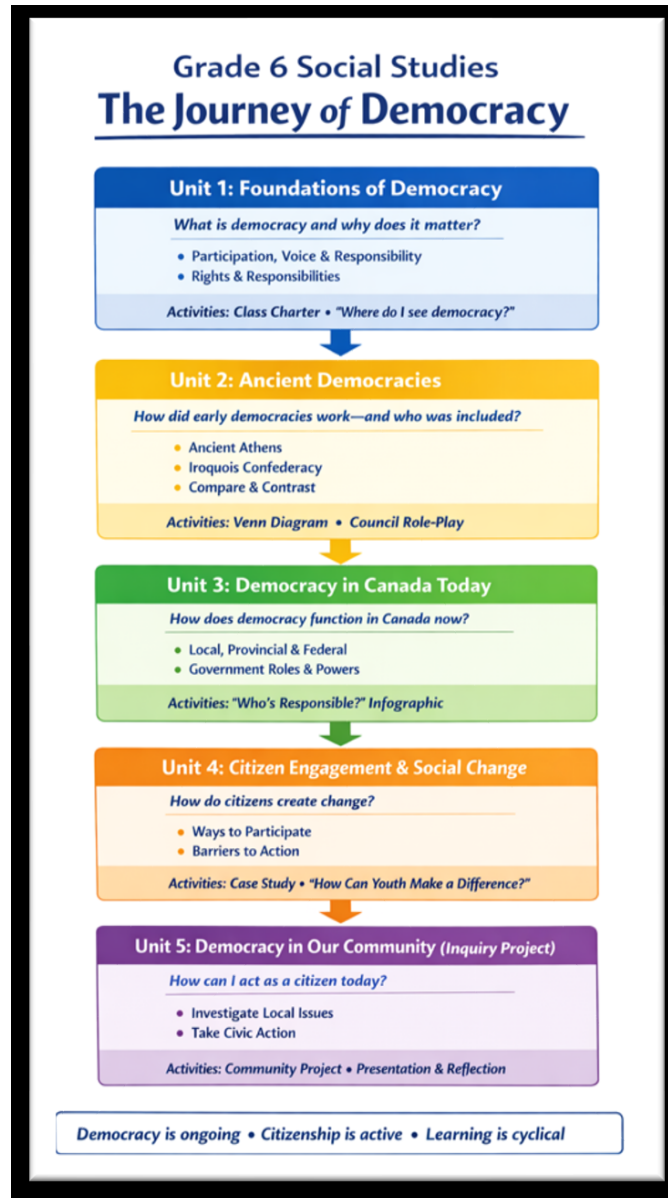 Grade 6 Social Studies
The Journey of Democracy
Unit 1: Foundations of Democracy
What is democracy and why does it matter?
• Participation, Voice & Responsibility
• Rights & Responsibilities
Activities: Class Charter • "Where do I see democracy?"
Unit 2: Ancient Democracies
How did early democracies work—and who was included?
• Ancient Athens
• Iroquois Confederacy
• Compare & Contrast
Activities: Venn Diagram • Council Role-Play
Unit 3: Democracy in Canada Today
How does democracy function in Canada now?
• Local, Provincial & Federal
• Government Roles & Powers
Activities: "Who's Responsible?" Infographic
Unit 4: Citizen Engagement & Social Change
How do citizens create change?
• Ways to Participate
• Barriers to Action
Activities: Case Study • "How Can Youth Make a Difference?"
Unit 5: Democracy in Our Community (Inquiry Project)
How can I act as a citizen today?
• Investigate Local Issues
• Take Civic Action
Activities: Community Project • Presentation & Reflection
Democracy is ongoing • Citizenship is active • Learning is cyclical